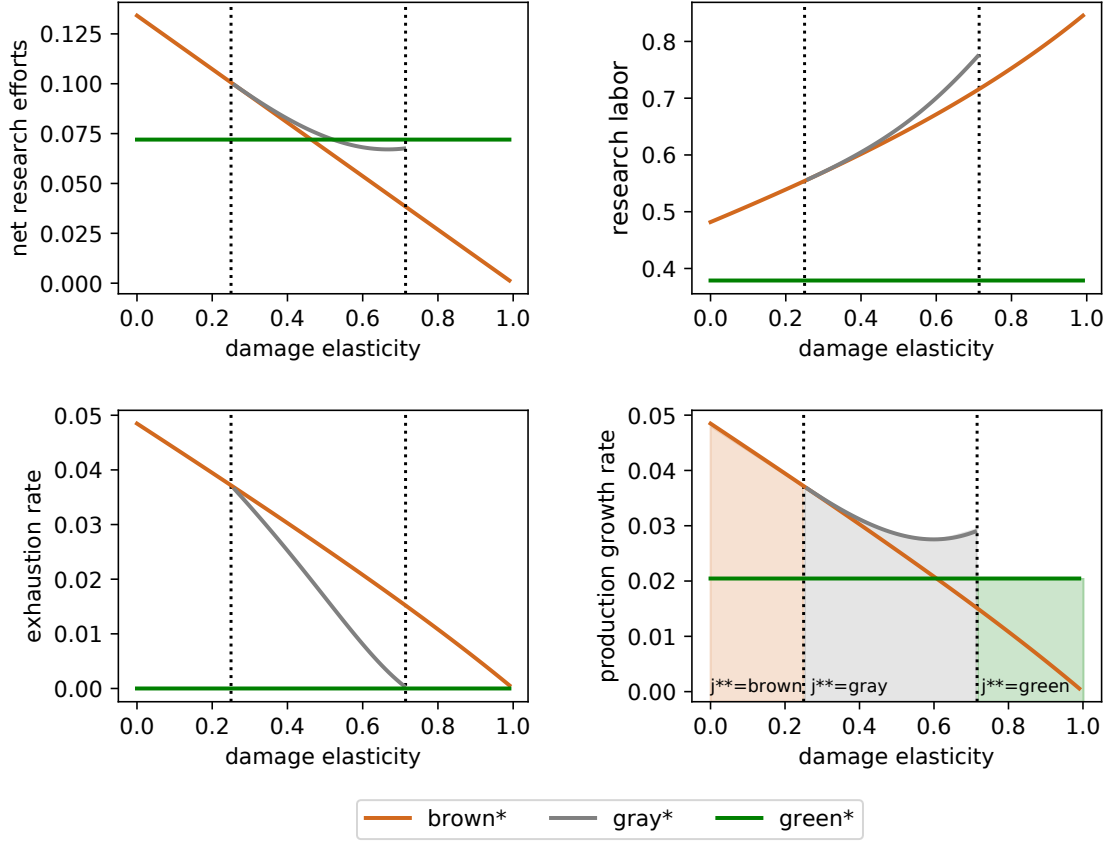 net research efforts
0.125
0.100
0.075
0.050
0.025
0.000
0.0 0.2 0.4 0.6 0.8 1.0
damage elasticity
research labor
0.8
0.7
0.6
0.5
0.4
0.0 0.2 0.4 0.6 0.8 1.0
damage elasticity
exhaustion rate
0.05
0.04
0.03
0.02
0.01
0.00
0.0 0.2 0.4 0.6 0.8 1.0
damage elasticity
production growth rate
0.05
0.04
0.03
0.02
0.01
0.00
j**=brown j**=gray j**=green
0.0 0.2 0.4 0.6 0.8 1.0
damage elasticity
brown* gray* green*